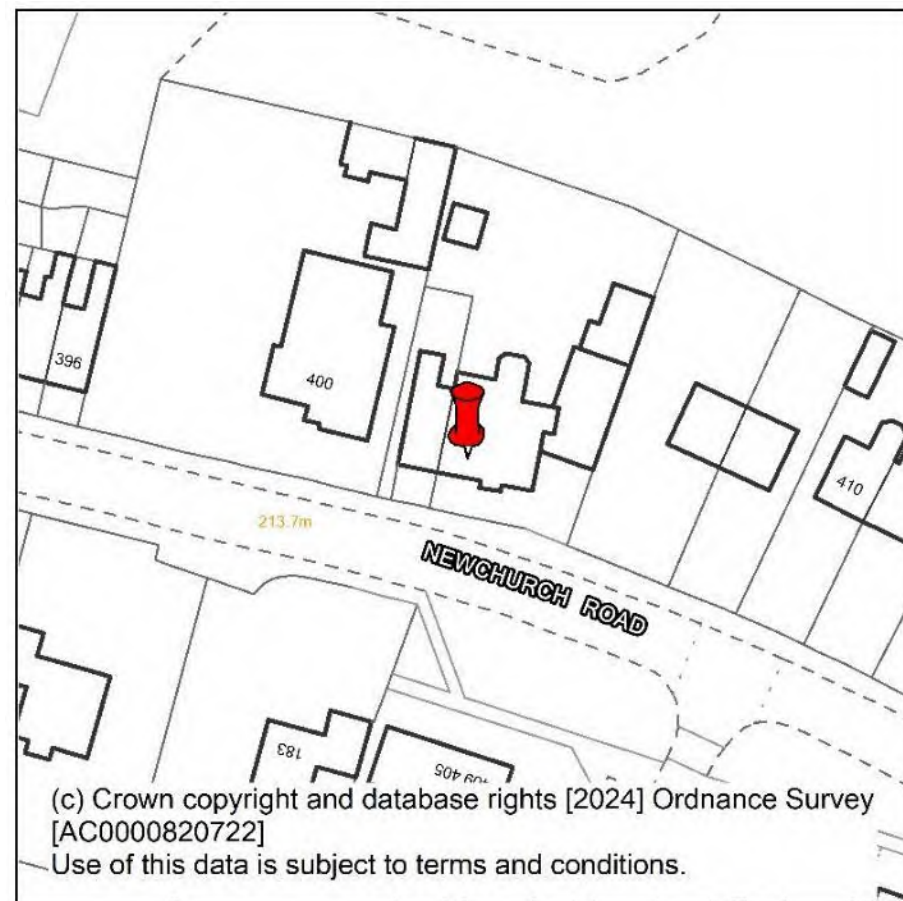 396
400
410
213.7m
NEWCHURCH ROAD
183
405
(c) Crown copyright and database rights [2024] Ordnance Survey
[AC0000820722]
Use of this data is subject to terms and conditions.